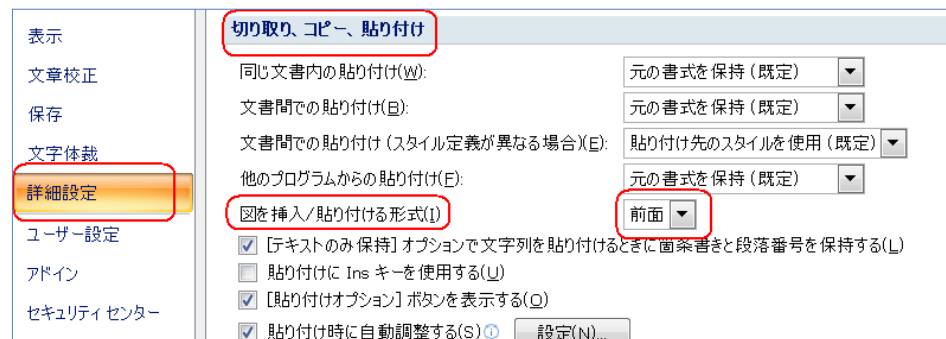 表示
文章校正
保存
文字体裁
詳細設定
ユーザー設定
アドイン
セキュリティ センター
切り取り、コピー、貼り付け
同じ文書内の貼り付け(W): 元の書式を保持 (既定)
文書間での貼り付け(B): 元の書式を保持 (既定)
文書間での貼り付け (スタイル定義が異なる場合)(E): 貼り付け先のスタイルを使用 (既定)
他のプログラムからの貼り付け(F): 元の書式を保持 (既定)
図を挿入/貼り付ける形式(I) 前面
[テキストのみ保持] オプションで文字列を貼り付けるときに箇条書きと段落番号を保持する(L)
貼り付けに Ins キーを使用する(U)
[貼り付けオプション] ボタンを表示する(O)
貼り付け時に自動調整する(S) 設定(N)...